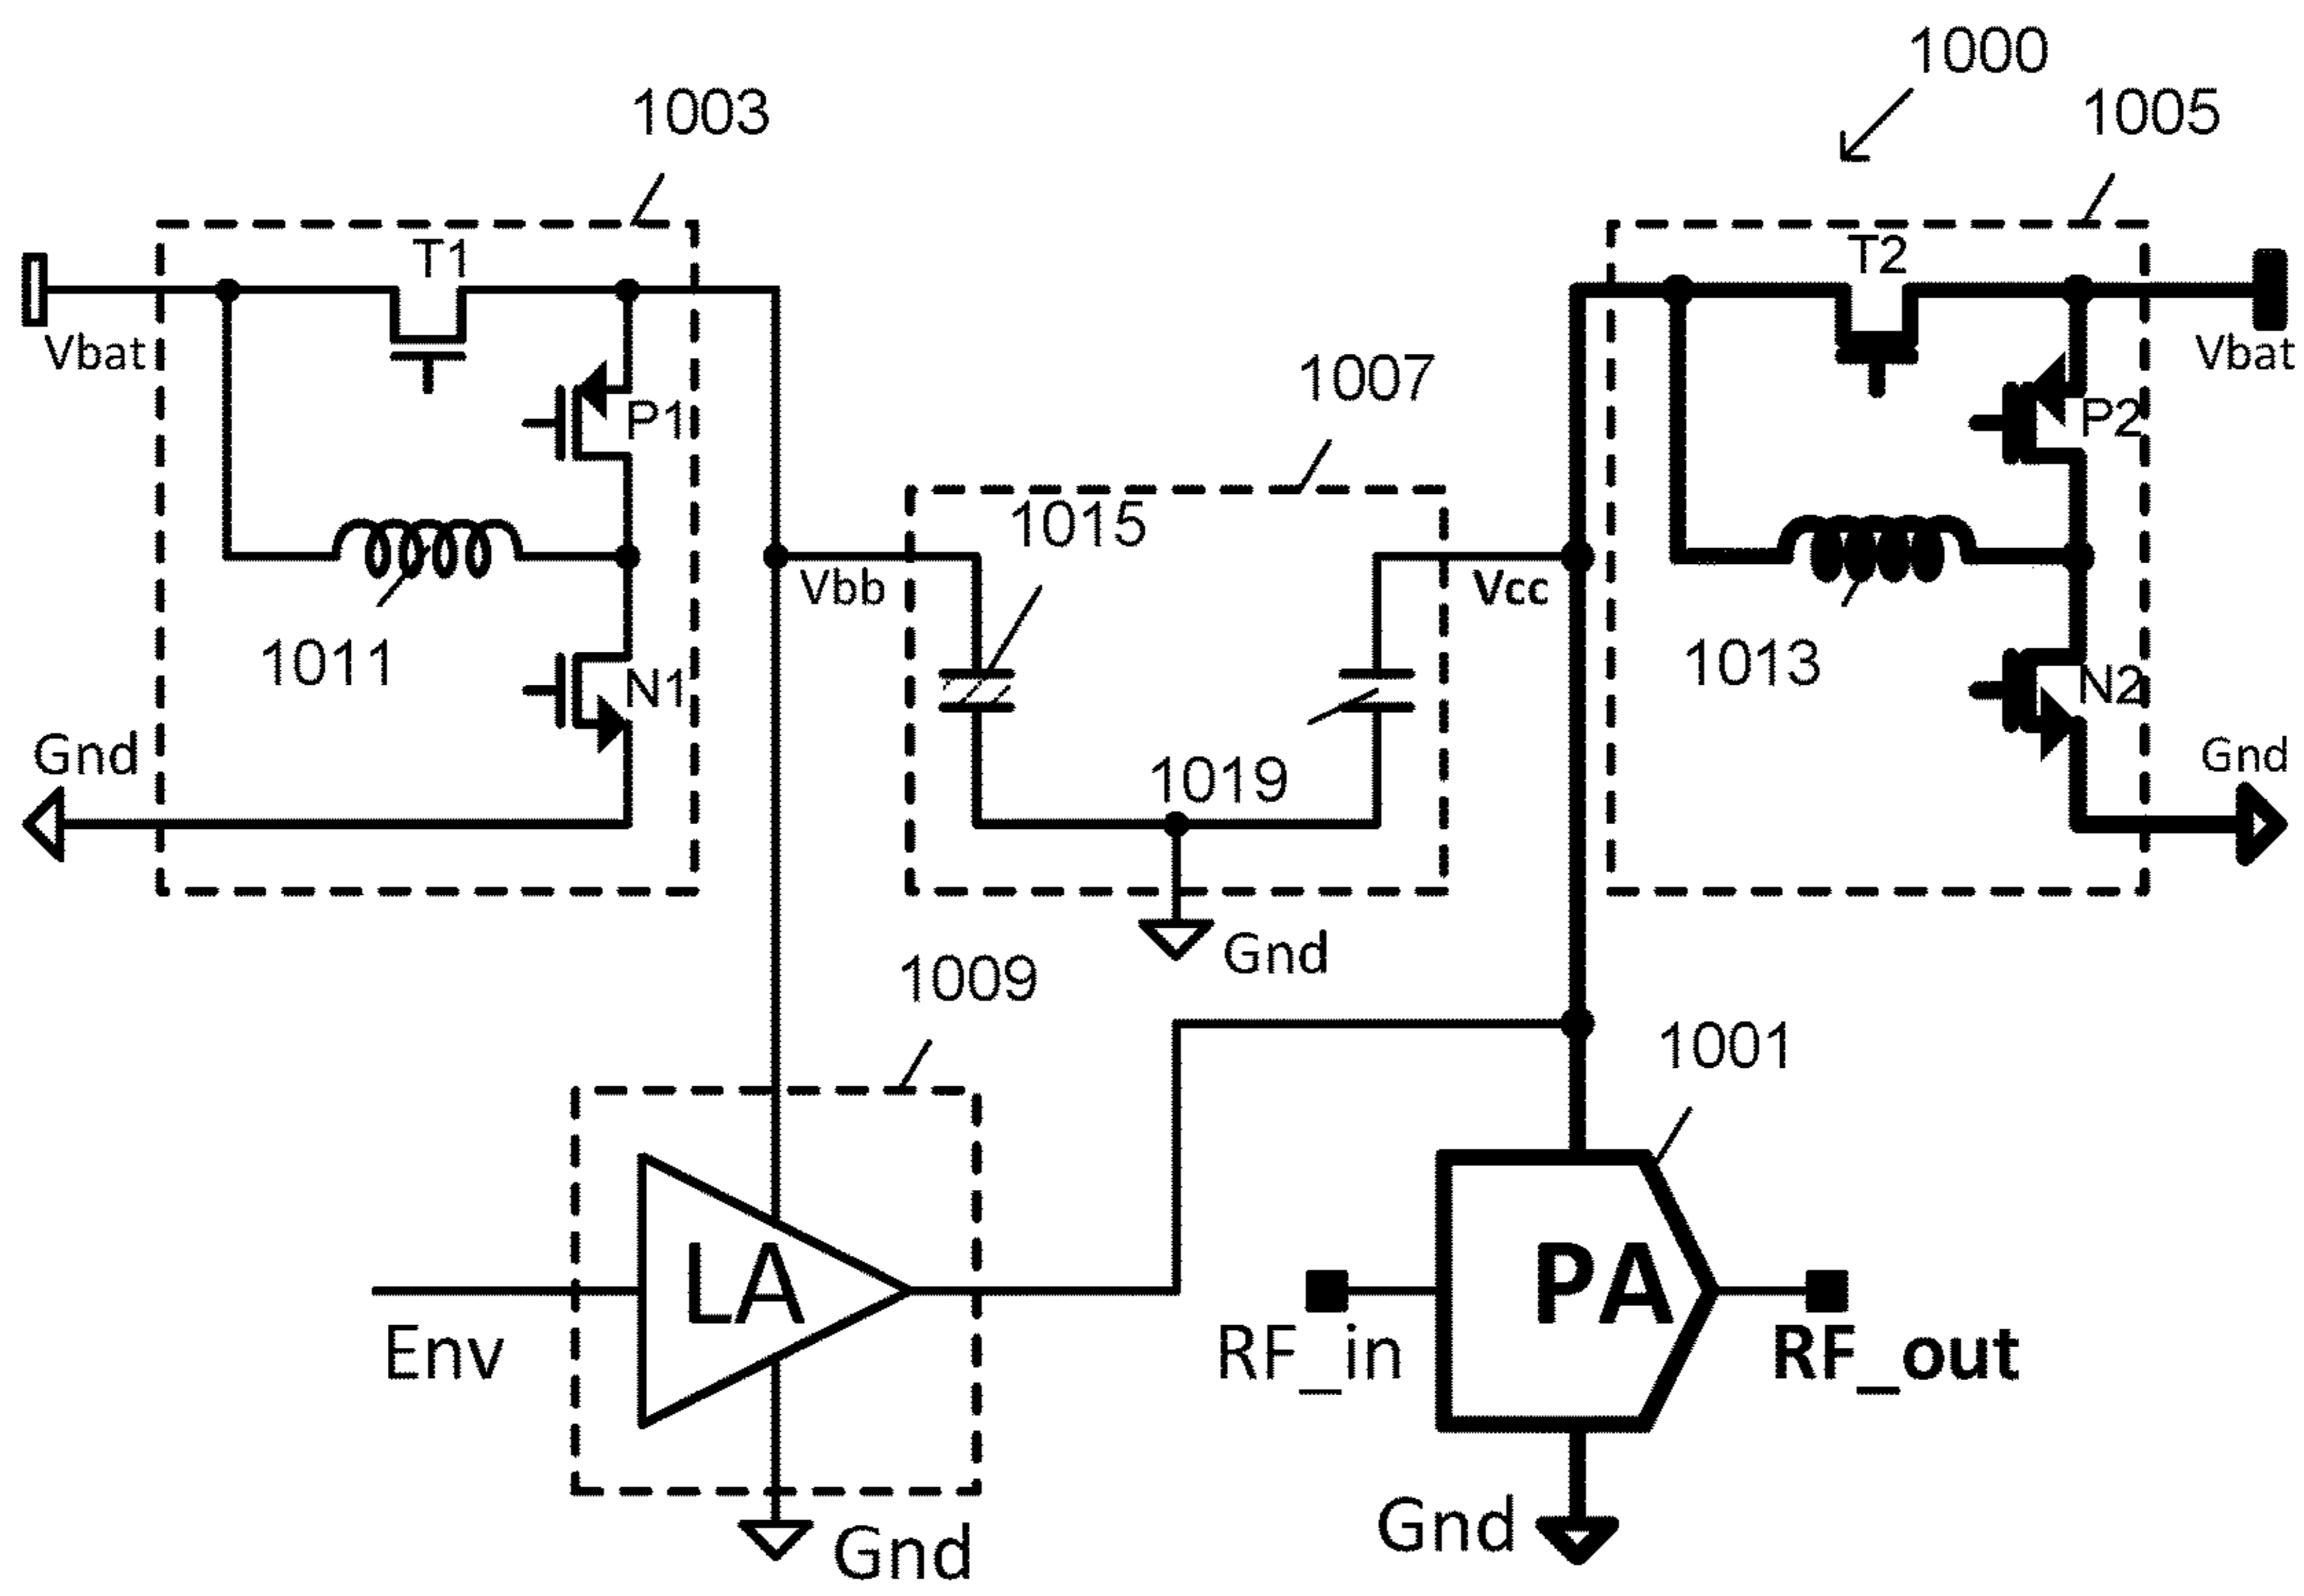 1000
1003
1005
T1
T2
Vbat
Vbat
1007
P1
P2
1015
Vbb
Vcc
1011
N1
1013
N2
Gnd
1019
Gnd
Gnd
1009
1001
LA
PA
Env
RF_in
RF_out
Gnd
Gnd